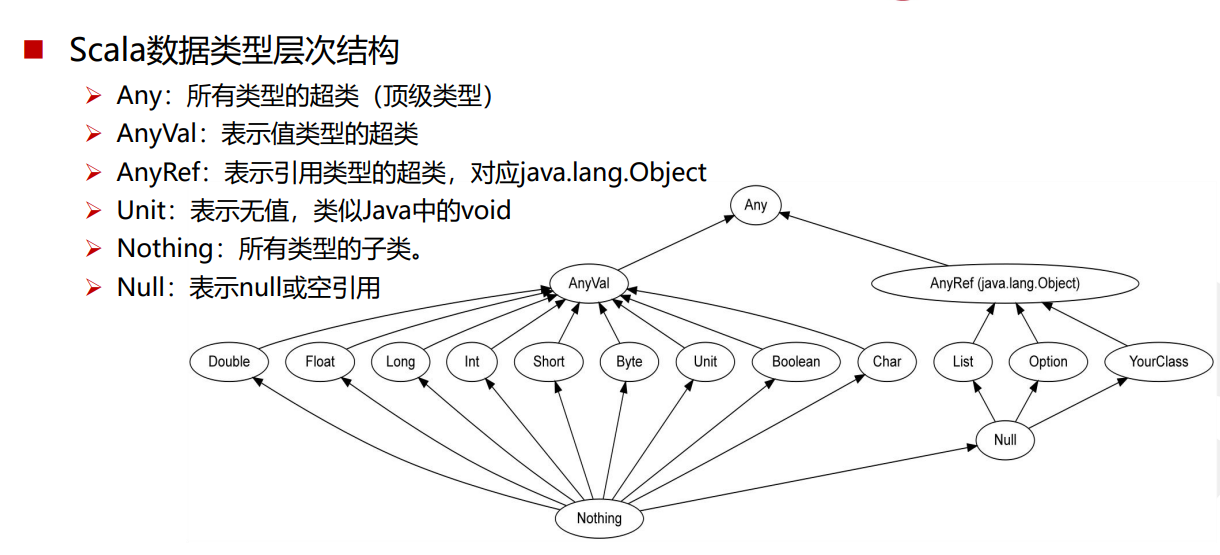 Scala数据类型层次结构
Any：所有类型的超类（顶级类型）
AnyVal：表示值类型的超类
AnyRef：表示引用类型的超类，对应java.lang.Object
Unit：表示无值，类似Java中的void
Nothing：所有类型的子类。
Null：表示null或空引用
Any
AnyVal
AnyRef (java.lang.Object)
Double
Float
Long
Int
Short
Byte
Unit
Boolean
Char
List
Option
YourClass
Null
Nothing